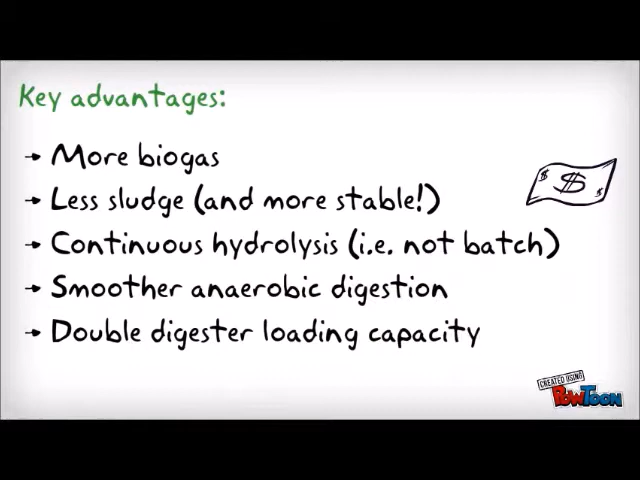 Key advantages:
→ More biogas
→ Less sludge (and more stable!)
→ Continuous hydrolysis (i.e. not batch)
→ Smoother anaerobic digestion
→ Double digester loading capacity
$ $ $
CREATED USING
POWTOON